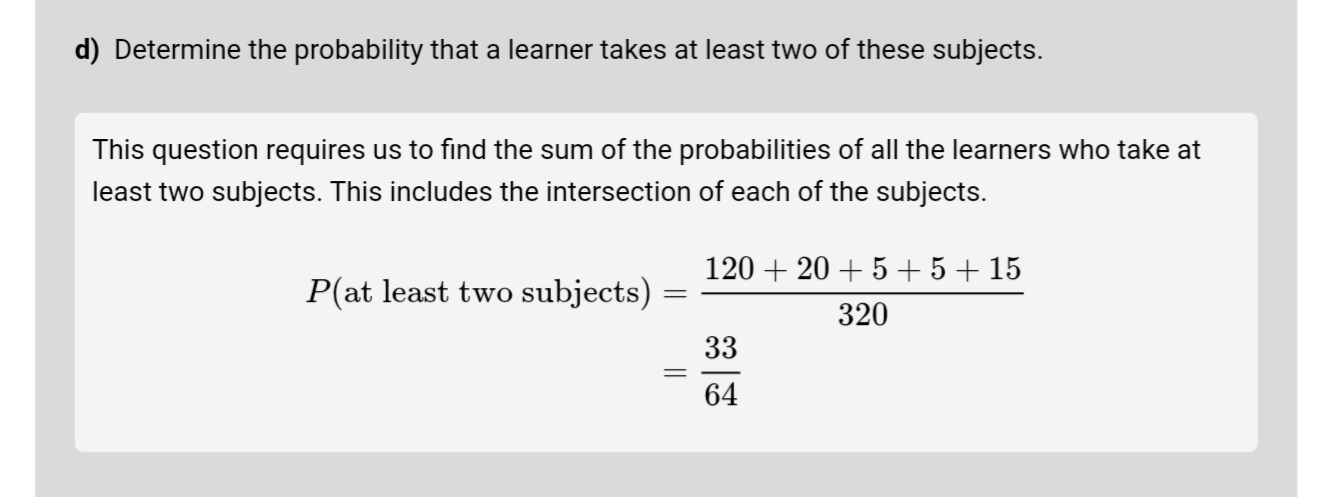 d) Determine the probability that a learner takes at least two of these subjects.
This question requires us to find the sum of the probabilities of all the learners who take at
least two subjects. This includes the intersection of each of the subjects.
P(at least two subjects) = \frac{120 + 20 + 5 + 5 + 15}{320}
= \frac{33}{64}